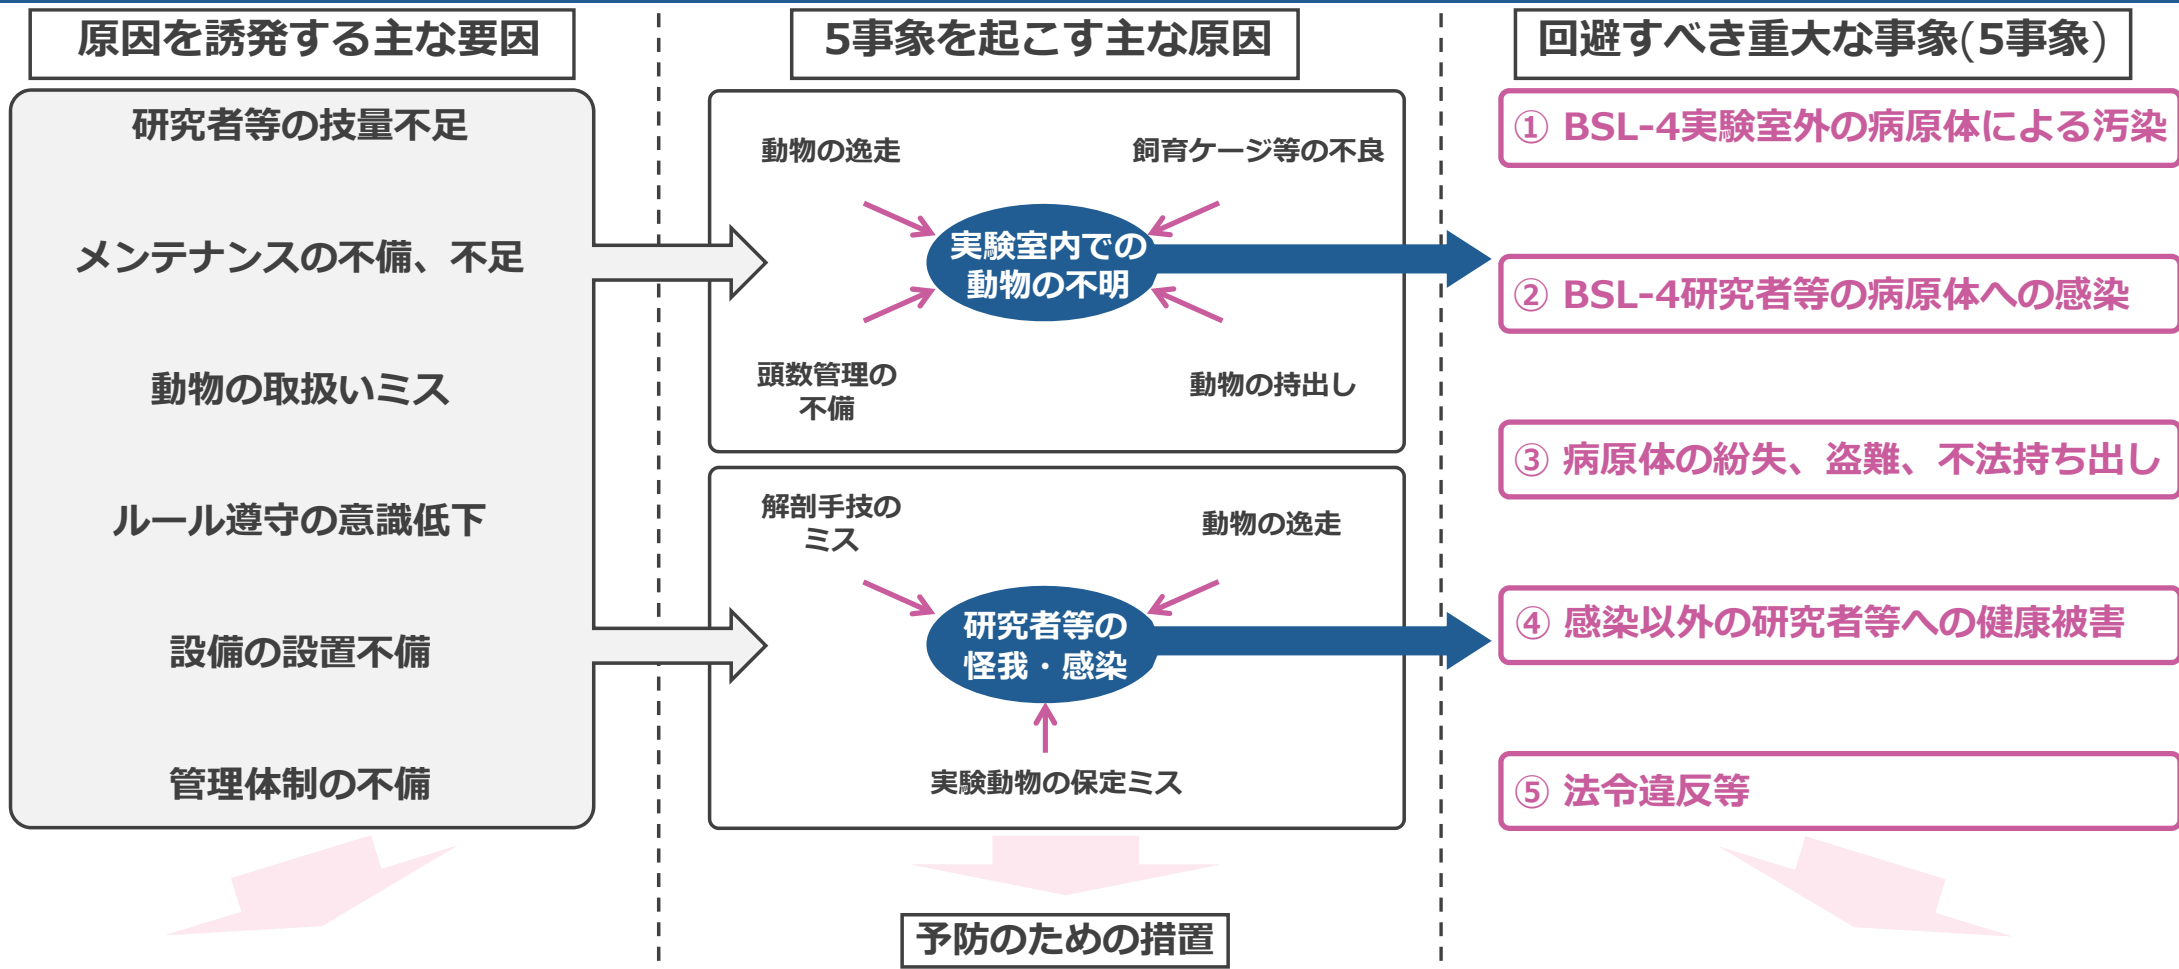 原因を誘発する主な要因
研究者等の技量不足
メンテナンスの不備、不足
動物の取扱いミス
ルール遵守の意識低下
設備の設置不備
管理体制の不備
5事象を起こす主な原因
動物の逸走
飼育ケージ等の不良
実験室内での
動物の不明
頭数管理の
不備
動物の持出し
解剖手技の
ミス
動物の逸走
研究者等の
怪我・感染
実験動物の保定ミス
回避すべき重大な事象(5事象)
① BSL-4実験室外の病原体による汚染
② BSL-4研究者等の病原体への感染
③ 病原体の紛失、盗難、不法持ち出し
④ 感染以外の研究者等への健康被害
⑤ 法令違反等
予防のための措置